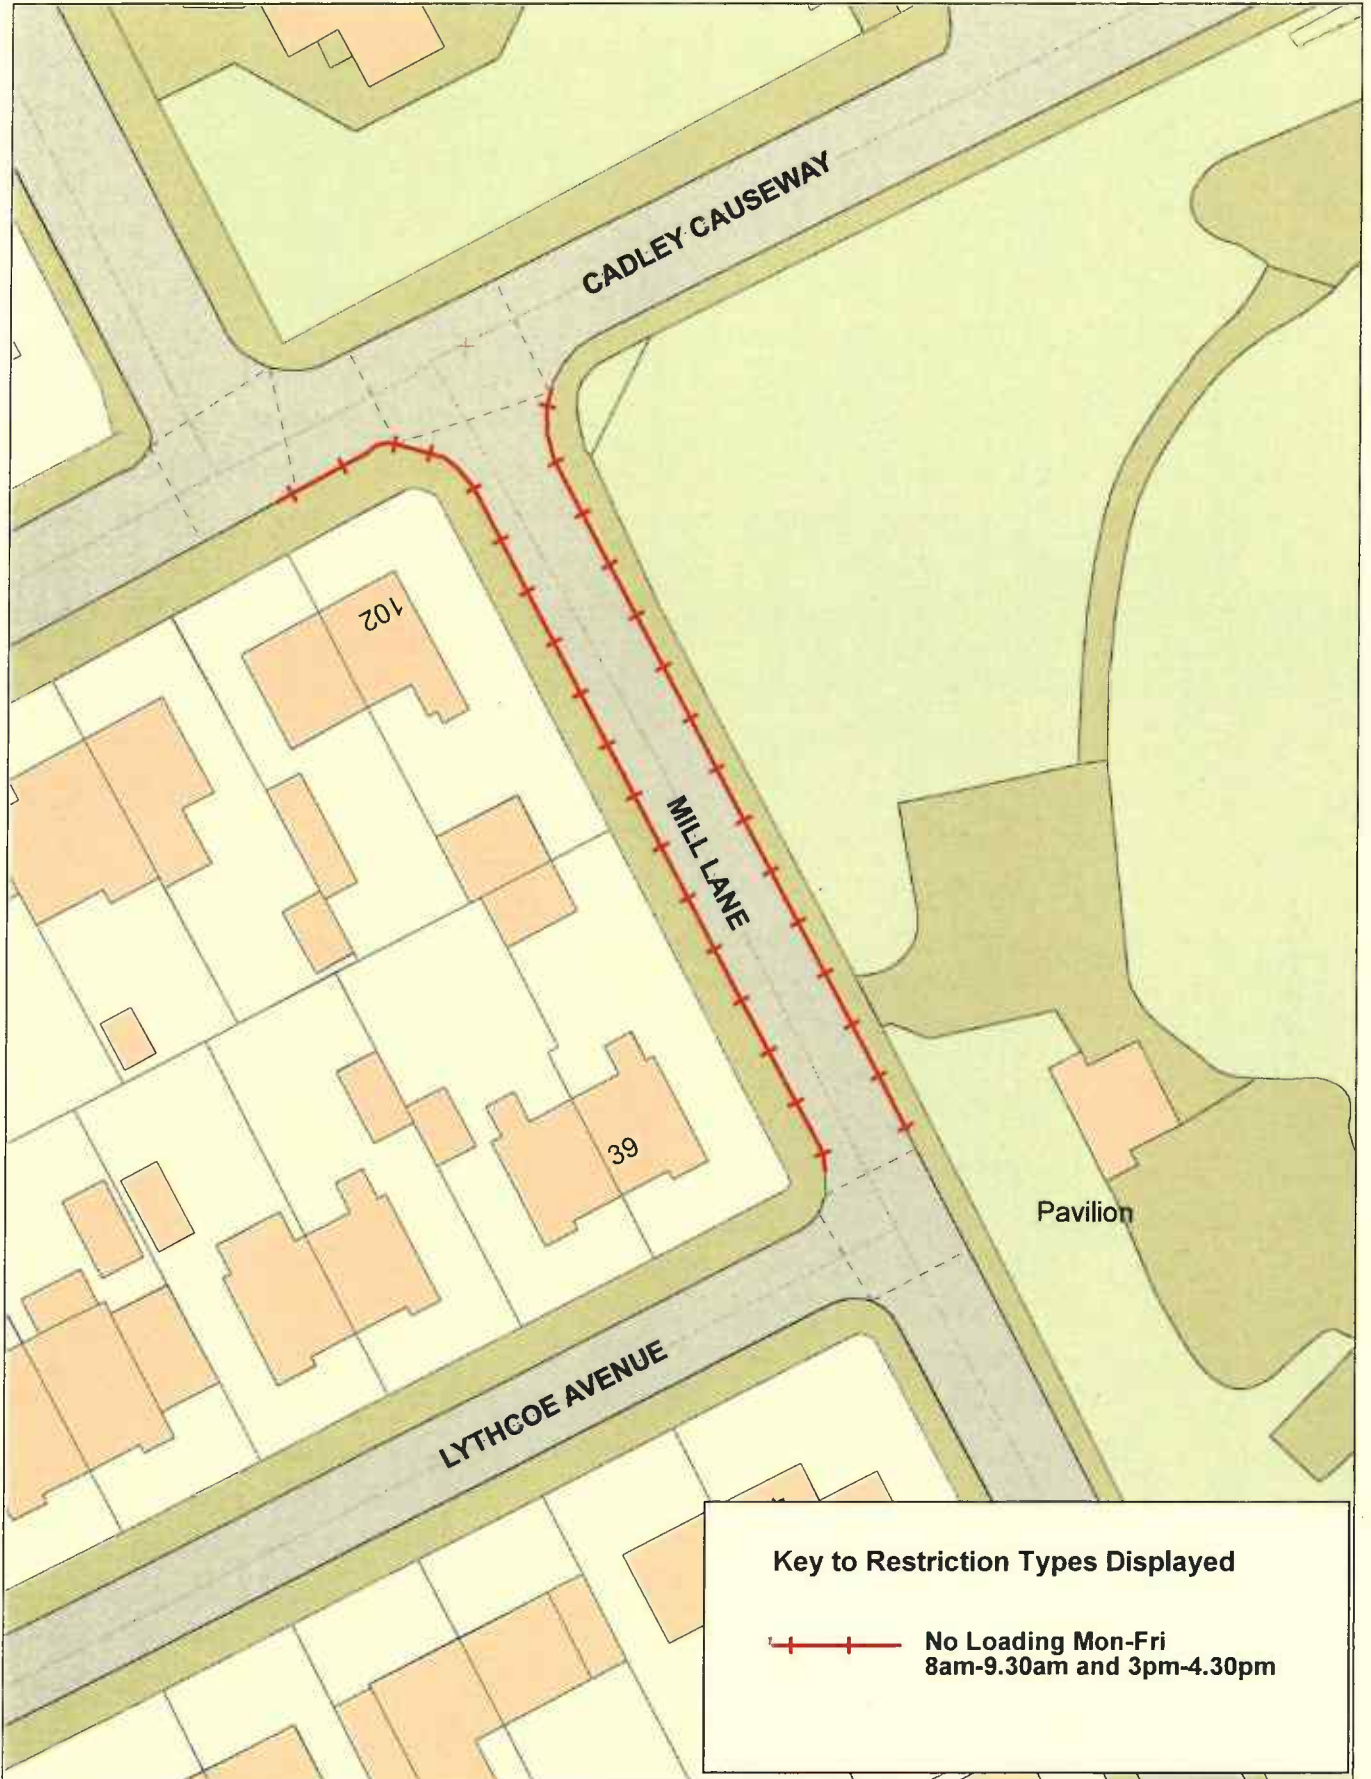 CADLEY CAUSEWAY
102
MILL LANE
39
Pavilion
LYTHCOE AVENUE
Key to Restriction Types Displayed
No Loading Mon-Fri
8am-9.30am and 3pm-4.30pm